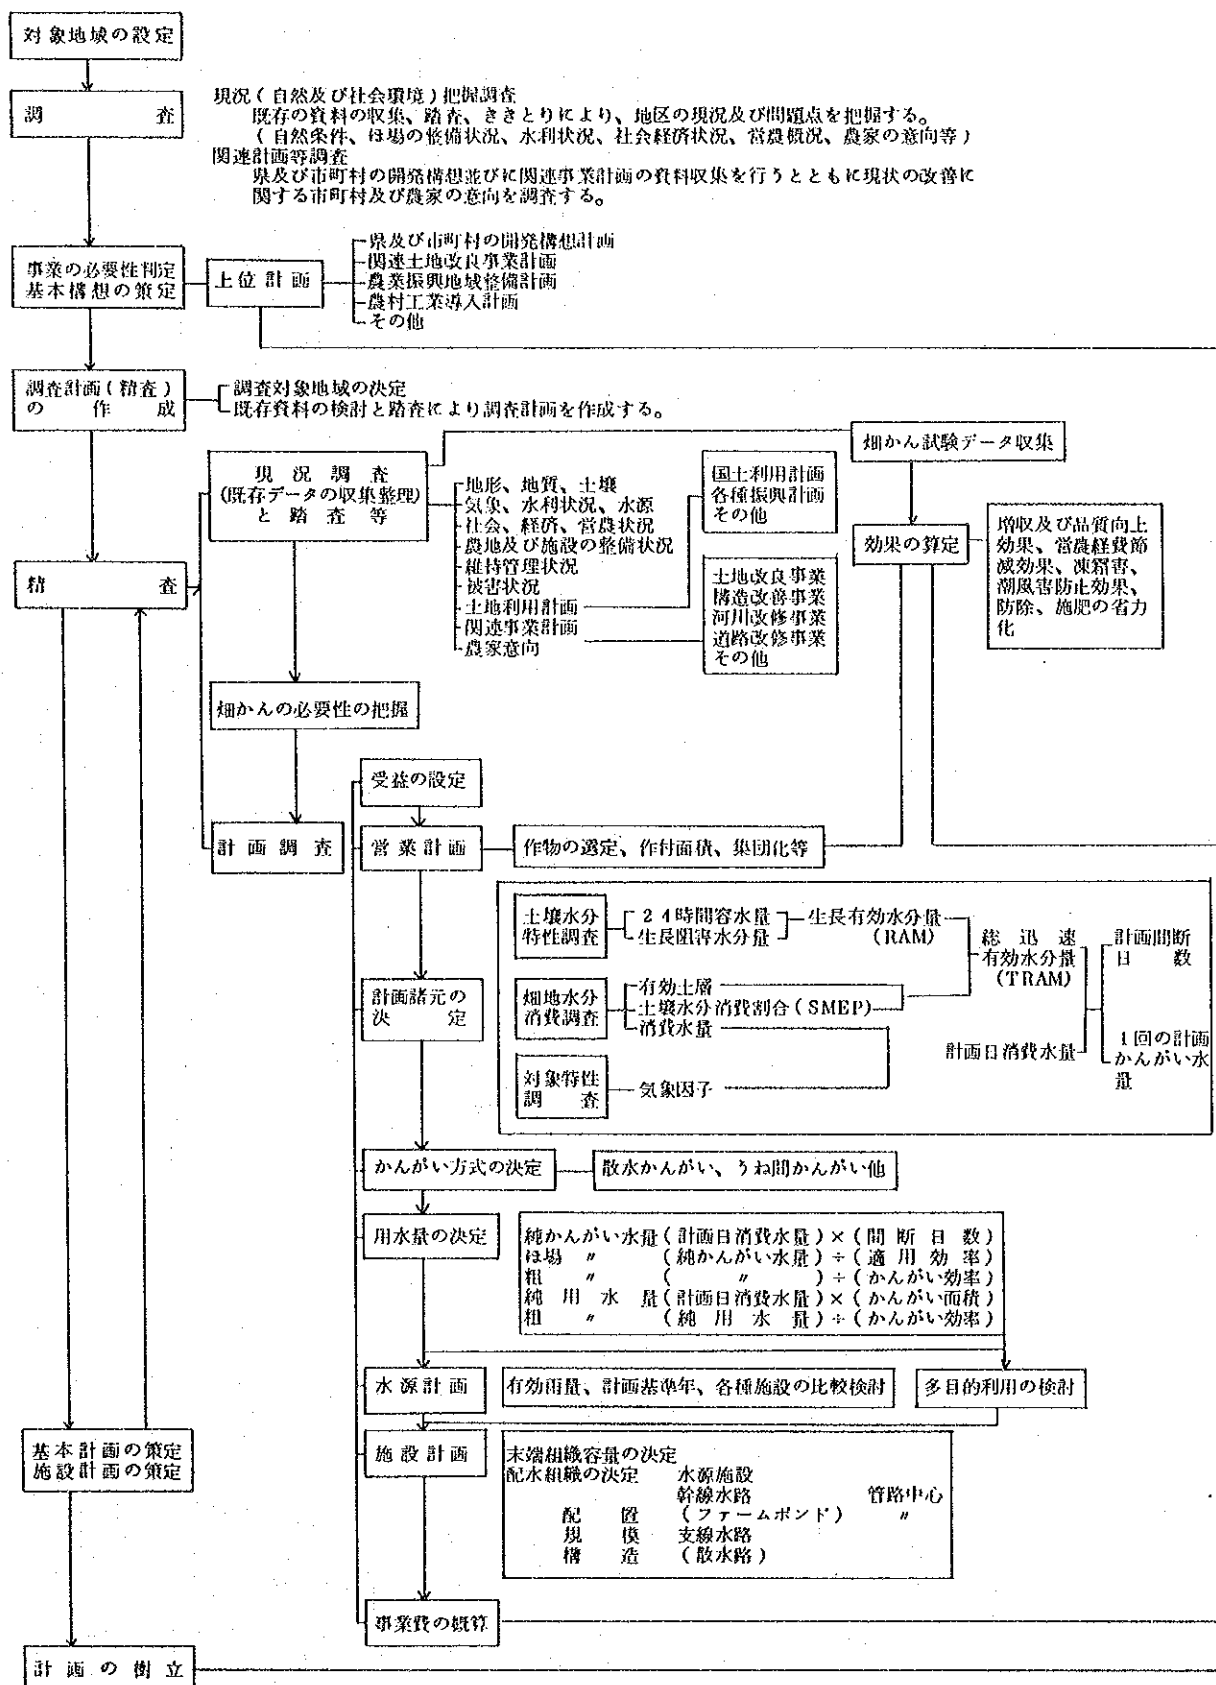 対象地域の設定
調査
現況(自然及び社会環境)把握調査
既存の資料の収集、踏査、ききとりにより、地区の現況及び問題点を把握する。
(自然条件、ほ場の整備状況、水利状況、社会経済状況、営農概況、農家の意向等)
関連計画等調査
県及び市町村の開発構想並びに関連事業計画の資料収集を行うとともに現状の改善に
関する市町村及び農家の意向を調査する。
事業の必要性判定
基本構想の策定
上位計画
県及び市町村の開発構想計画
関連土地改良事業計画
農業振興地域整備計画
農村工業導入計画
その他
調査計画(精査)
の作成
調査対象地域の決定
既存資料の検討と踏査により調査計画を作成する。
畑かん試験データ収集
現況調査
(既存データの収集整理)
と踏査等
地形、地質、土壌
気象、水利状況、水源
社会、経済、営農状況
農地及び施設の整備状況
維持管理状況
被害状況
土地利用計画
関連事業計画
農家意向
国土利用計画
各種振興計画
その他
土地改良事業
構造改善事業
河川改修事業
道路改修事業
その他
効果の算定
増収及び品質向上
効果、営農経費節
減効果、凍霜害、
潮風害防止効果、
防除、施肥の省力
化
精査
畑かんの必要性の把握
受益の設定
計画調査
営業計画
作物の選定、作付面積、集団化等
土壌水分
特性調査
24時間容水量
生長阻害水分量
生長有効水分量
(RAM)
総迅速
有効水分量
(TRAM)
計画間断
日数
計画諸元の
決定
畑地水分
消費調査
有効土層
土壌水分消費割合(SMEP)
消費水量
計画日消費水量
1回の計画
かんがい水
量
対象特性
調査
気象因子
かんがい方式の決定
散水かんがい、うね間かんがい他
用水量の決定
純かんがい水量(計画日消費水量)×(間断日数)
ほ場 〃 (純かんがい水量)÷(適用効率)
粗 〃 ( 〃 )÷(かんがい効率)
純用水量(計画日消費水量)×(かんがい面積)
粗 〃 (純用水量)÷(かんがい効率)
水源計画
有効雨量、計画基準年、各種施設の比較検討
多目的利用の検討
基本計画の策定
施設計画の策定
施設計画
末端組織容量の決定
配水組織の決定 水源施設
幹線水路 管路中心
配置 (ファームポンド) 〃
規模 支線水路
構造 (散水路)
事業費の概算
計画の樹立